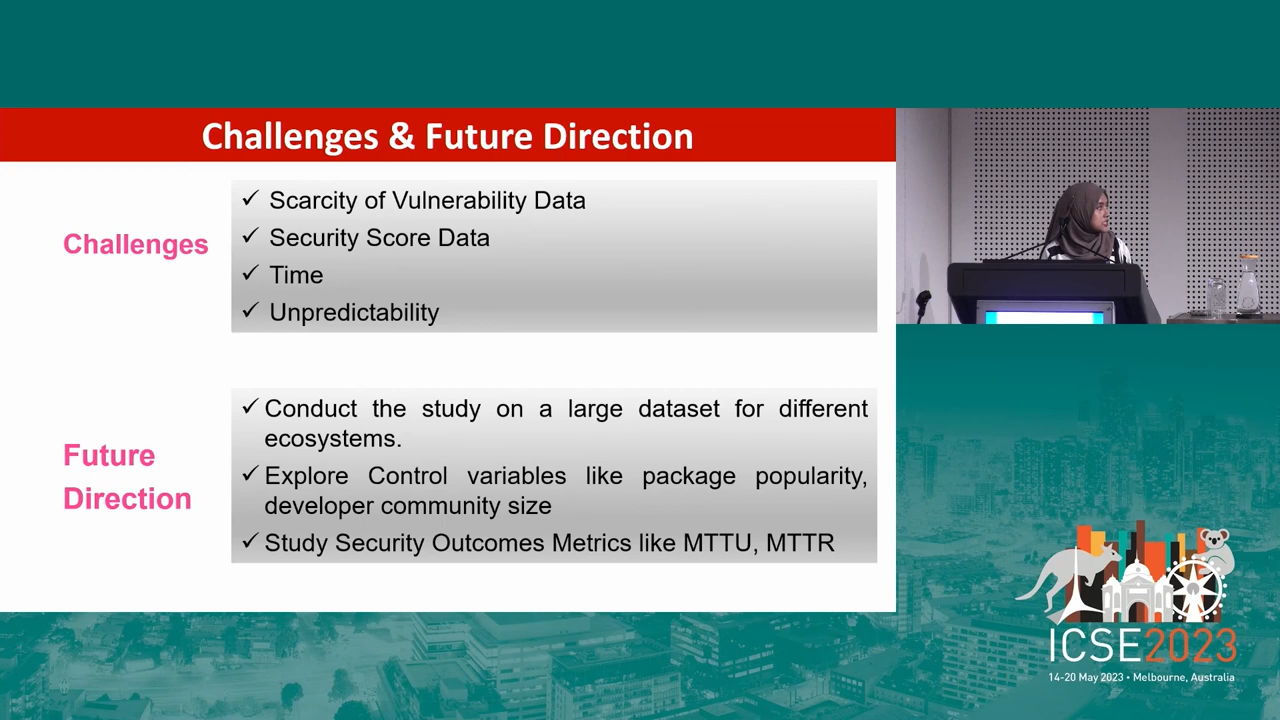 Challenges & Future Direction
Challenges
✓ Scarcity of Vulnerability Data
✓ Security Score Data
✓ Time
✓ Unpredictability
Future
Direction
✓ Conduct the study on a large dataset for different
ecosystems.
✓ Explore Control variables like package popularity,
developer community size
✓ Study Security Outcomes Metrics like MTTU, MTTR
ICSE2023
14-20 May 2023 • Melbourne, Australia